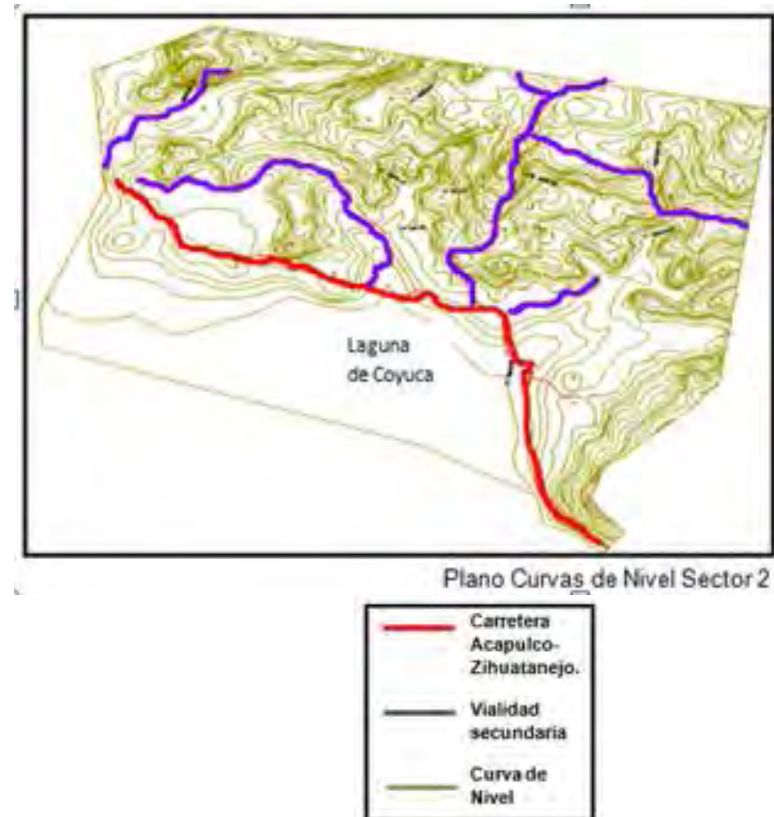 Laguna
de Coyuca
Plano Curvas de Nivel Sector 2
Carretera
Acapulco-
Zihuatanejo.
Vialidad
secundaria
Curva de
Nivel